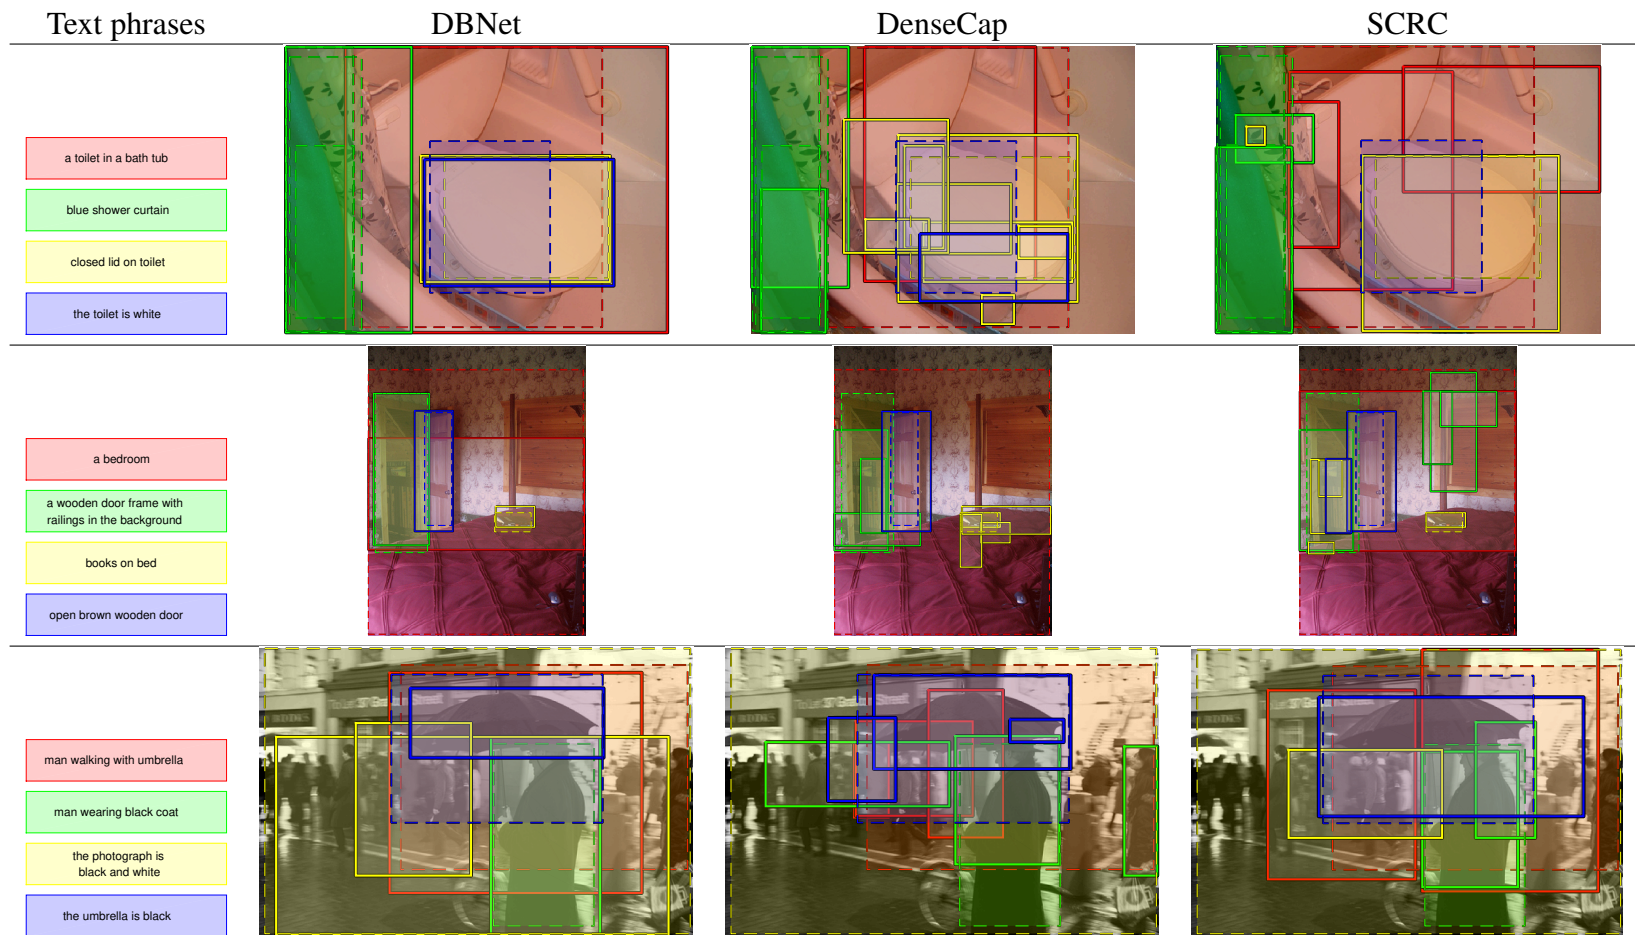 Text phrases DBNet DenseCap SCRC
a toilet in a bath tub
blue shower curtain
closed lid on toilet
the toilet is white
a bedroom
a wooden door frame with
railings in the background
books on bed
open brown wooden door
man walking with umbrella
man wearing black coat
the photograph is
black and white
the umbrella is black